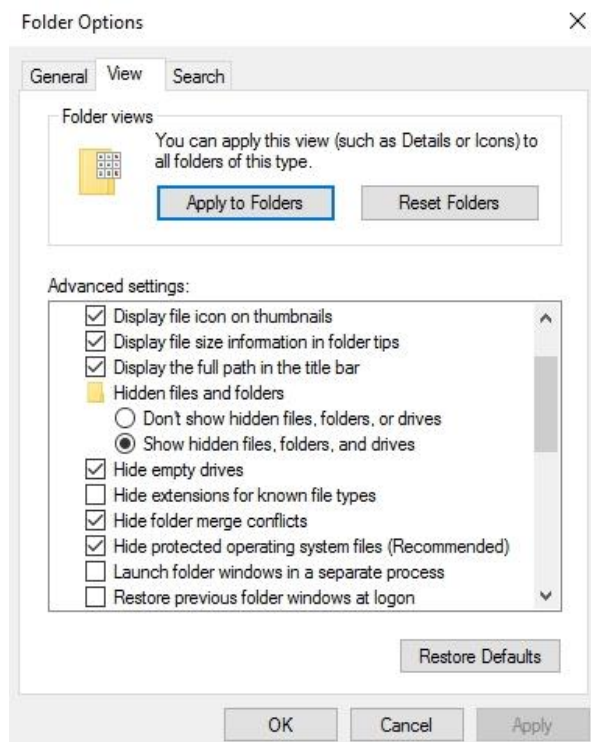 Folder Options
General View Search
Folder views
You can apply this view (such as Details or Icons) to
all folders of this type.
Apply to Folders Reset Folders
Advanced settings:
Display file icon on thumbnails
Display file size information in folder tips
Display the full path in the title bar
Hidden files and folders
Don't show hidden files, folders, or drives
Show hidden files, folders, and drives
Hide empty drives
Hide extensions for known file types
Hide folder merge conflicts
Hide protected operating system files (Recommended)
Launch folder windows in a separate process
Restore previous folder windows at logon
Restore Defaults
OK Cancel Apply